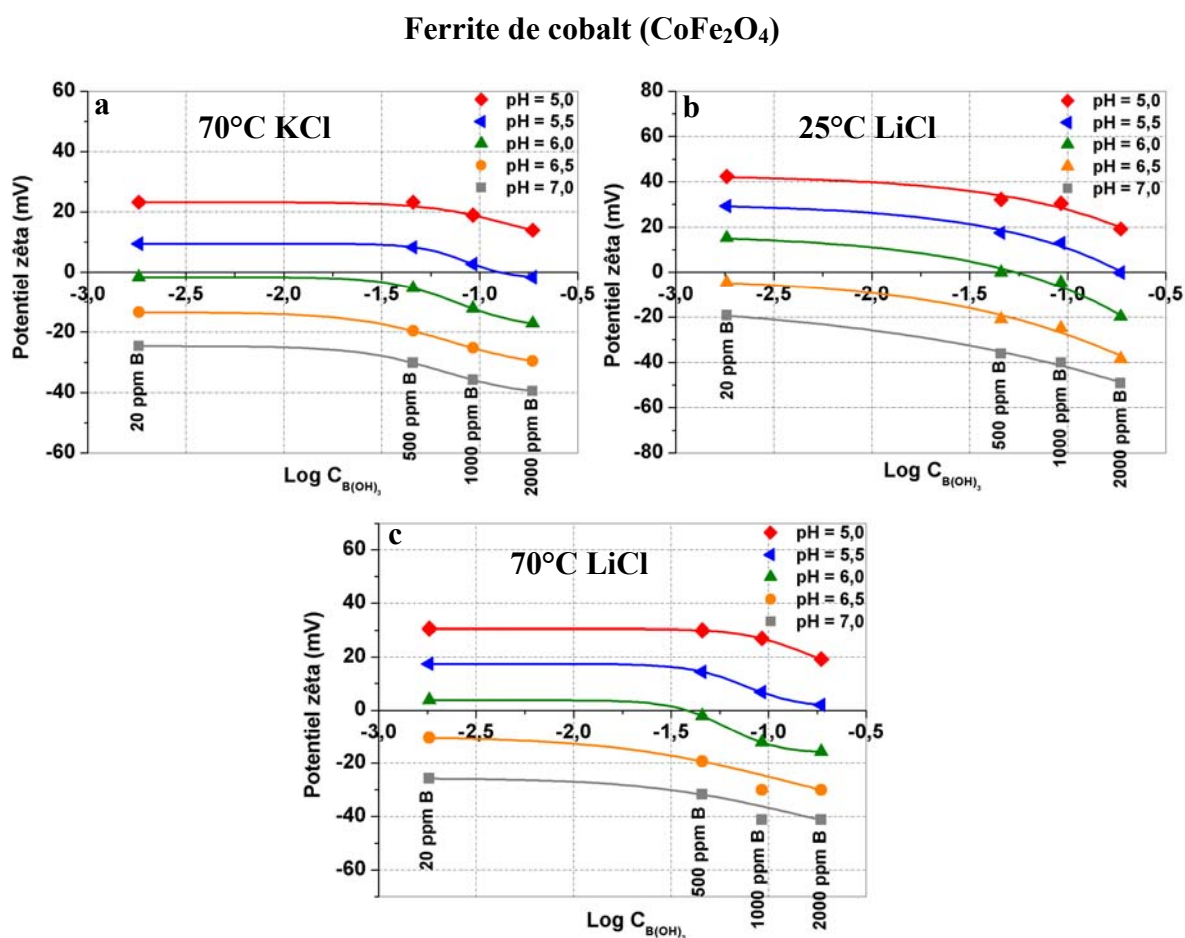 Ferrite de cobalt (CoFe₂O₄)
a
70°C KCl
pH = 5,0
pH = 5,5
pH = 6,0
pH = 6,5
pH = 7,0
60
40
20
0
-20
-40
-60
-3,0 -2,5 -2,0 -1,5 -1,0 -0,5
Potentiel zêta (mV)
20 ppm B
500 ppm B
1000 ppm B
2000 ppm B
Log C B(OH)₃
b
25°C LiCl
pH = 5,0
pH = 5,5
pH = 6,0
pH = 6,5
pH = 7,0
80
60
40
20
0
-20
-40
-60
-80
-3,0 -2,5 -2,0 -1,5 -1,0 -0,5
Potentiel zêta (mV)
20 ppm B
500 ppm B
1000 ppm B
2000 ppm B
Log C B(OH)₃
c
70°C LiCl
pH = 5,0
pH = 5,5
pH = 6,0
pH = 6,5
pH = 7,0
60
40
20
0
-20
-40
-60
-3,0 -2,5 -2,0 -1,5 -1,0 -0,5
Potentiel zêta (mV)
20 ppm B
500 ppm B
1000 ppm B
2000 ppm B
Log C B(OH)₃